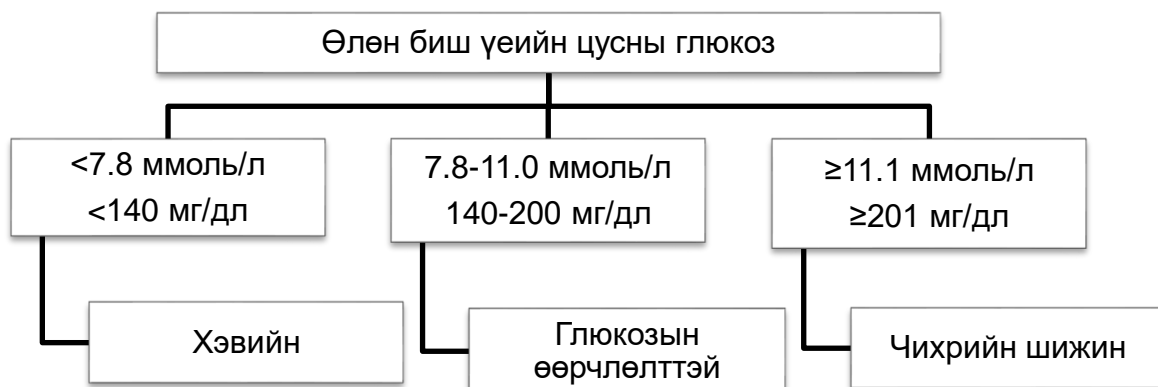 Өлөн биш үеийн цусны глюкоз
<7.8 ммоль/л
<140 мг/дл
7.8-11.0 ммоль/л
140-200 мг/дл
≥11.1 ммоль/л
≥201 мг/дл
Хэвийн
Глюкозын
өөрчлөлттэй
Чихрийн шижин